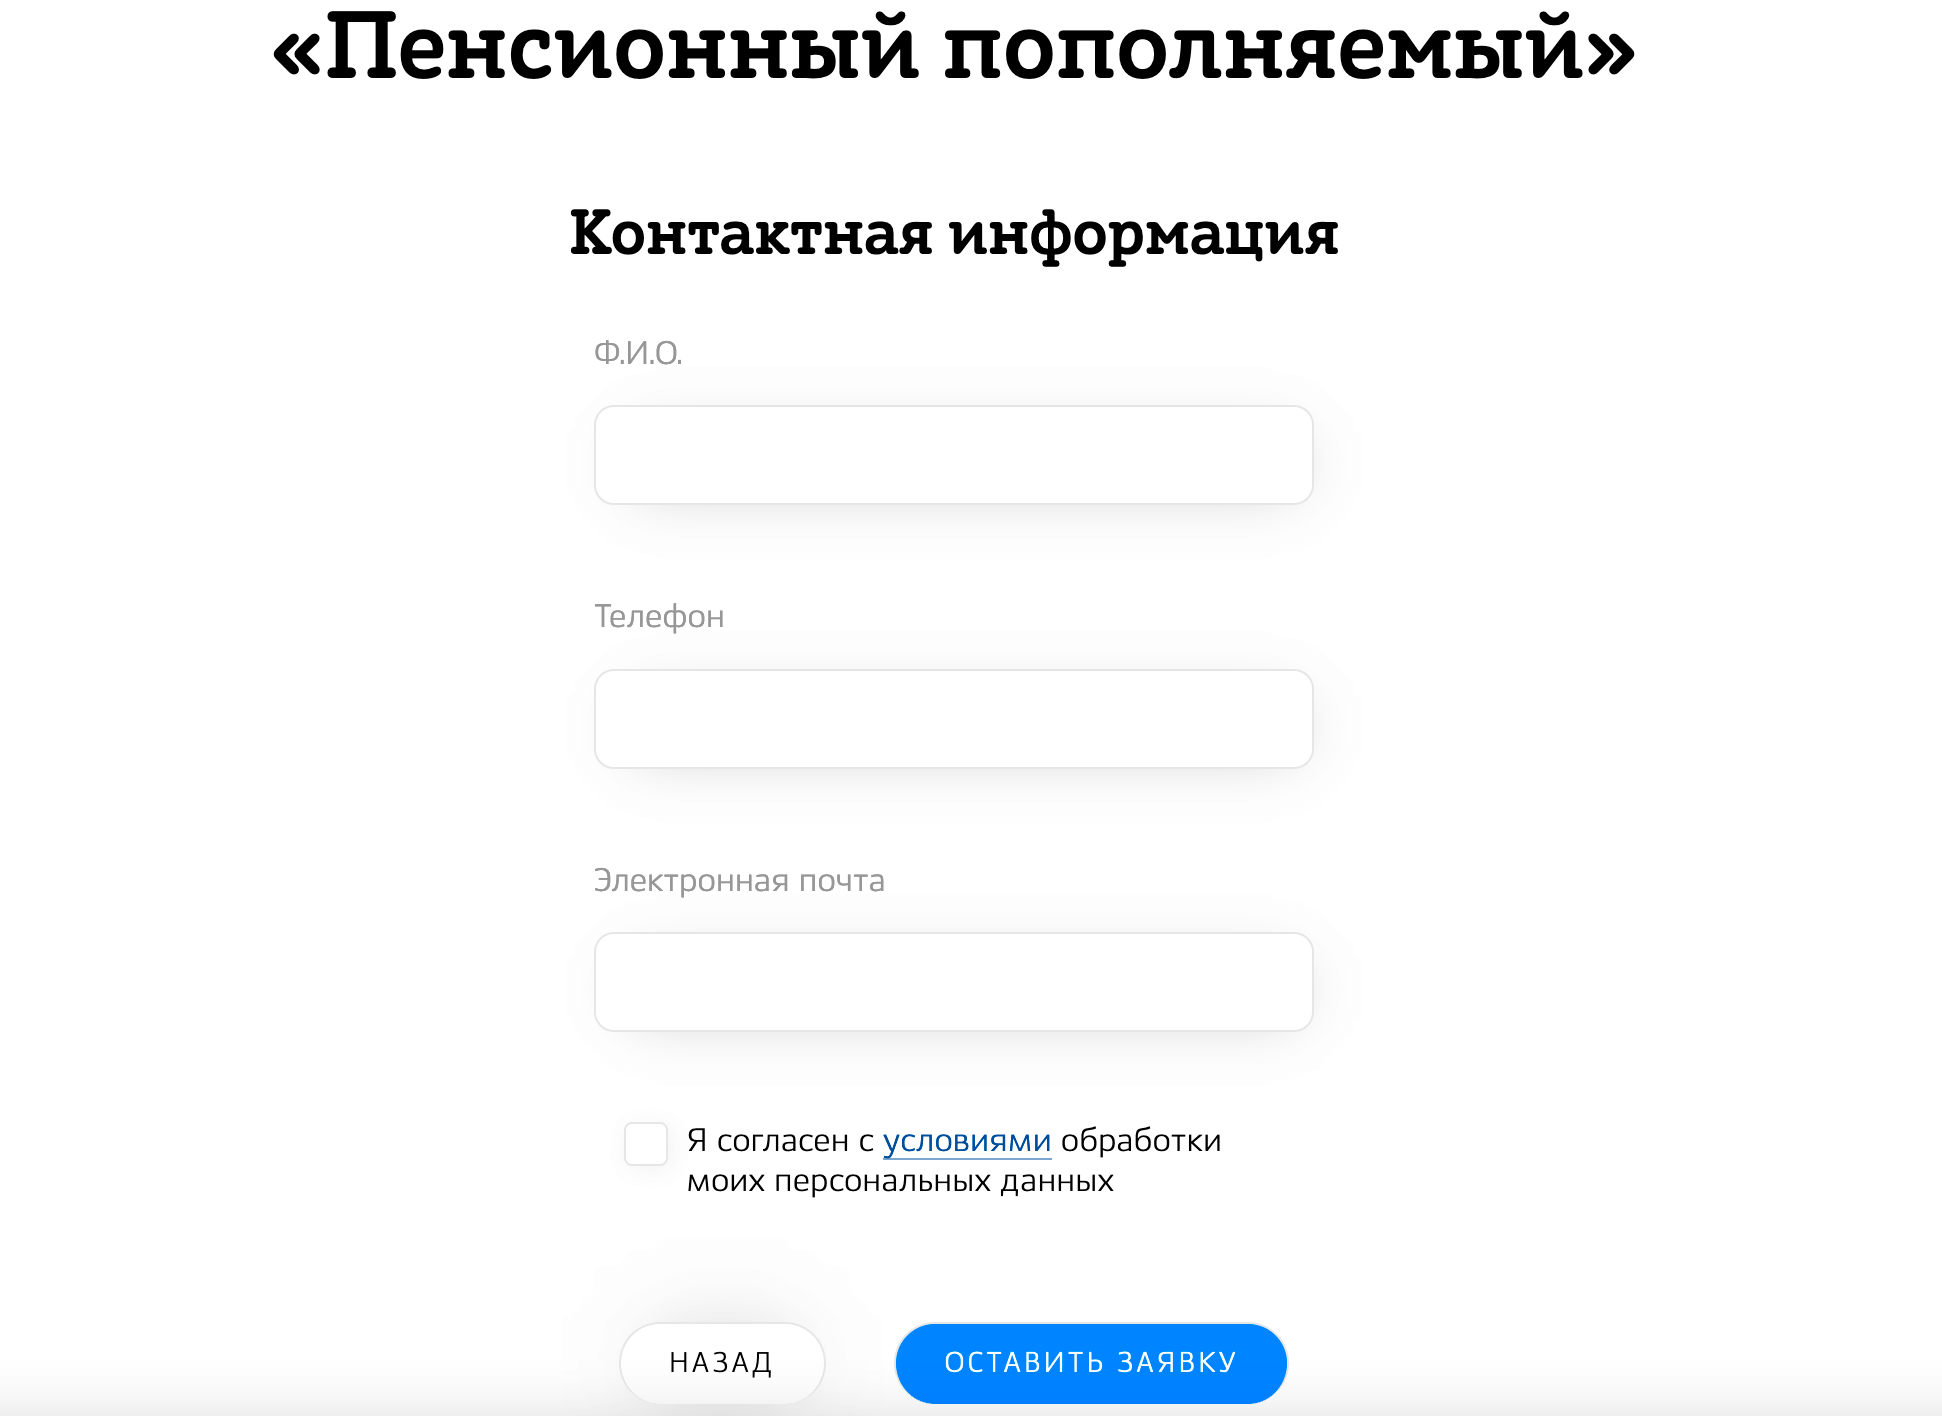 «Пенсионный пополняемый»
Контактная информация
Ф.И.О.
Телефон
Электронная почта
Я согласен с условиями обработки
моих персональных данных
НАЗАД
ОСТАВИТЬ ЗАЯВКУ